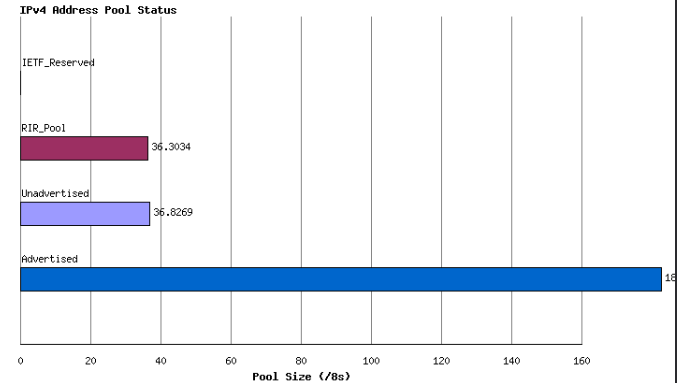 IPv4 Address Pool Status
IETF_Reserved
RIR_Pool
36.3034
Unadvertised
36.8269
Advertised
18
0 20 40 60 80 100 120 140 160
Pool Size (/8s)